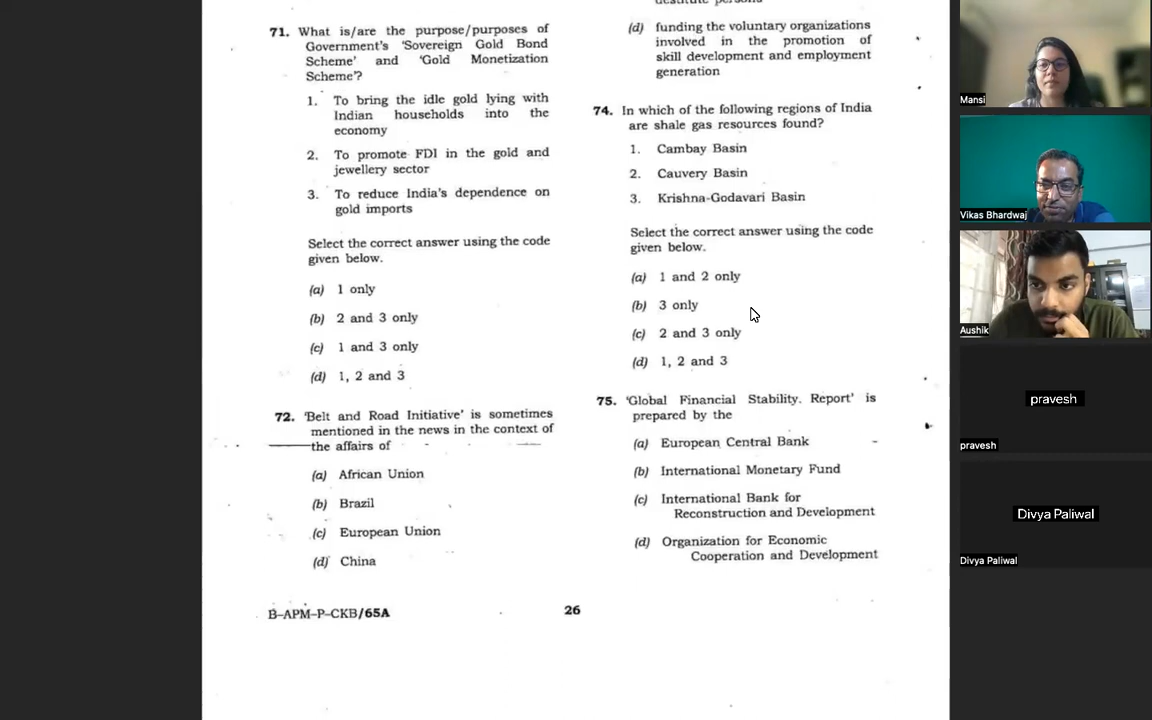 71. What is/are the purpose/purposes of
Government's 'Sovereign Gold Bond
Scheme' and 'Gold Monetization
Scheme'?
1. To bring the idle gold lying with
Indian households into the
economy
2. To promote FDI in the gold and
jewellery sector
3. To reduce India's dependence on
gold imports
Select the correct answer using the code
given below.
(a) 1 only
(b) 2 and 3 only
(c) 1 and 3 only
(d) 1, 2 and 3
72. 'Belt and Road Initiative' is sometimes
mentioned in the news in the context of
the affairs of
(a) African Union
(b) Brazil
(c) European Union
(d) China
destitute persons
(d) funding the voluntary organizations
involved in the promotion of
skill development and employment
generation
74. In which of the following regions of India
are shale gas resources found?
1. Cambay Basin
2. Cauvery Basin
3. Krishna-Godavari Basin
Select the correct answer using the code
given below.
(a) 1 and 2 only
(b) 3 only
(c) 2 and 3 only
(d) 1, 2 and 3
75. 'Global Financial Stability. Report' is
prepared by the
(a) European Central Bank
(b) International Monetary Fund
(c) International Bank for
Reconstruction and Development
(d) Organization for Economic
Cooperation and Development
B-APM-P-CKB/65A
26
Mansi
Vikas Bhardwaj
Aushik
pravesh
pravesh
Divya Paliwal
Divya Paliwal